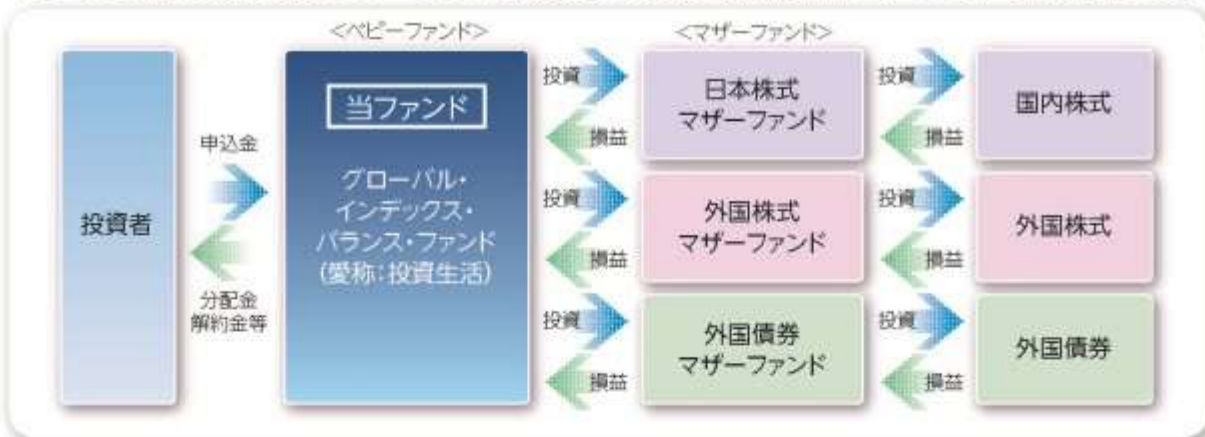 <ベビーファンド>
<マザーファンド>
投資者
申込金
分配金
解約金等
当ファンド
グローバル・
インデックス・
バランス・ファンド
(愛称:投資生活)
投資
損益
日本株式
マザーファンド
投資
損益
国内株式
投資
損益
外国株式
マザーファンド
投資
損益
外国株式
投資
損益
外国債券
マザーファンド
投資
損益
外国債券